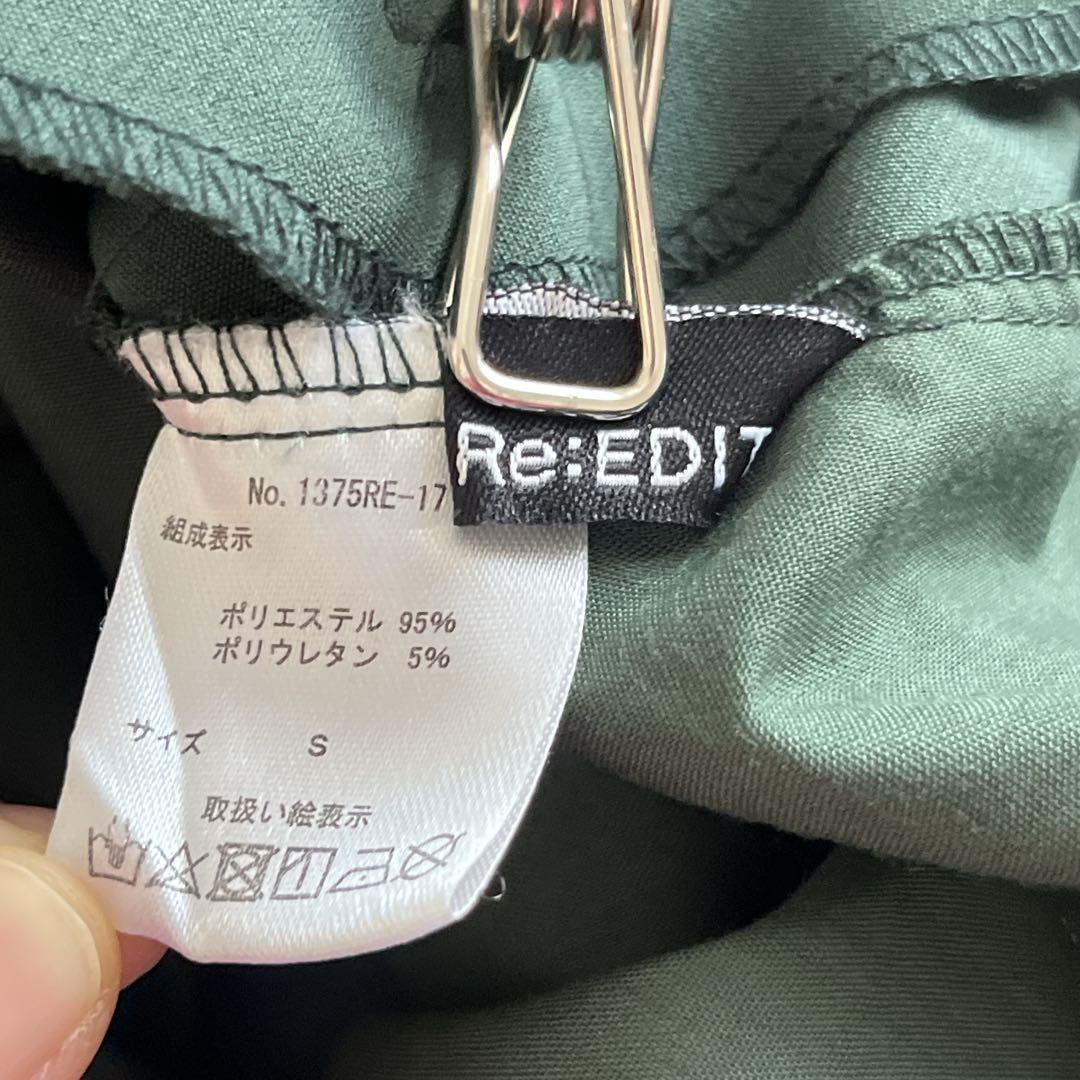 Re:EDIT
No. 1375RE-17
組成表示
ポリエステル 95%
ポリウレタン 5%
サイズ S
取扱い絵表示